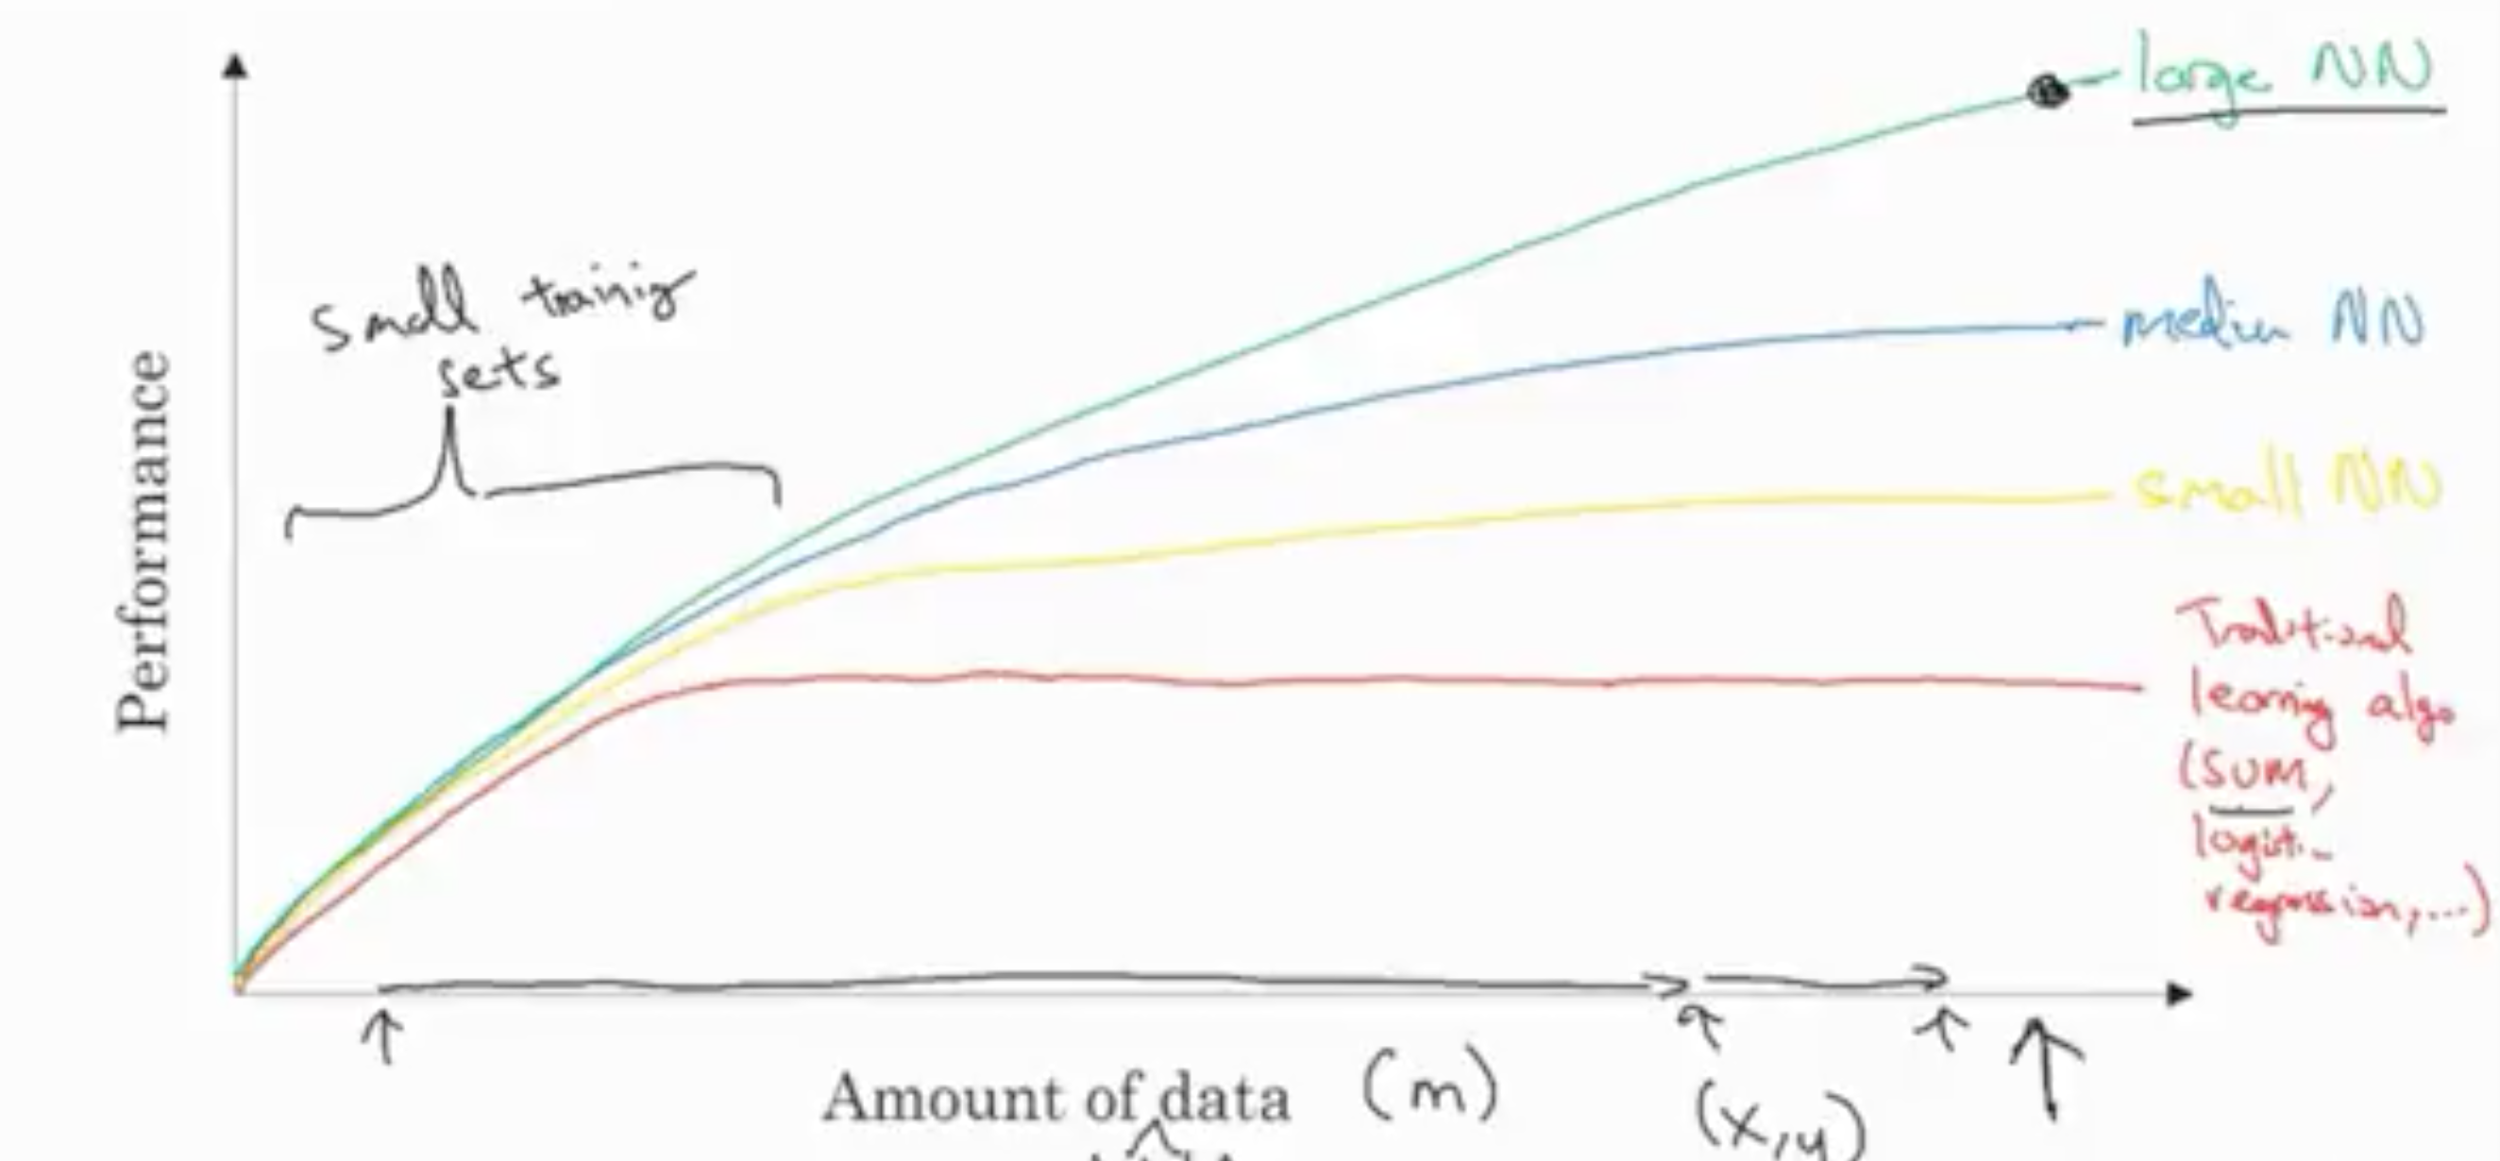 large NN
medium NN
small NN
Traditional
learning algo
(SVM,
logistic
regression,...)
small training
sets
Performance
Amount of data (m)
(x,y)